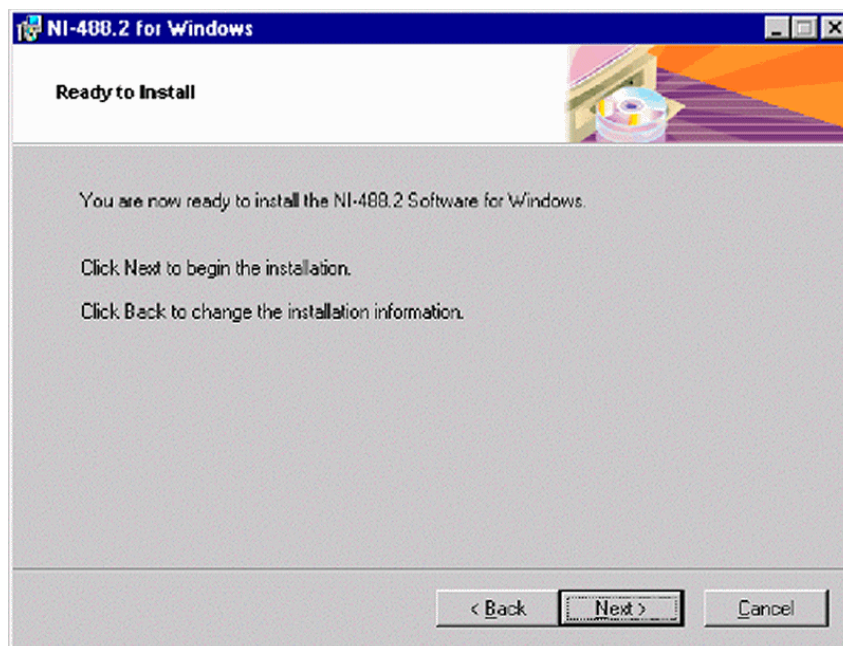 NI-488.2 for Windows
Ready to Install
You are now ready to install the NI-488.2 Software for Windows.
Click Next to begin the installation.
Click Back to change the installation information.
< Back
Next >
Cancel